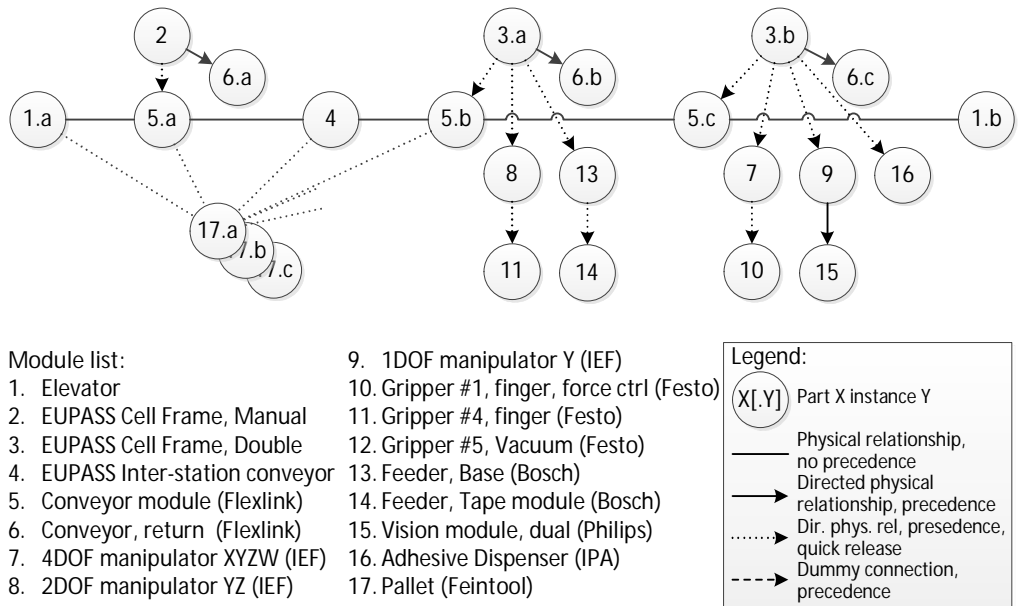 2
3.a
3.b
6.a
6.b
6.c
1.a
5.a
4
5.b
5.c
1.b
8
13
7
9
16
17.a
17.b
17.c
11
14
10
15
Module list:
1. Elevator
2. EUPASS Cell Frame, Manual
3. EUPASS Cell Frame, Double
4. EUPASS Inter-station conveyor
5. Conveyor module (Flexlink)
6. Conveyor, return (Flexlink)
7. 4DOF manipulator XYZW (IEF)
8. 2DOF manipulator YZ (IEF)
9. 1DOF manipulator Y (IEF)
10. Gripper #1, finger, force ctrl (Festo)
11. Gripper #4, finger (Festo)
12. Gripper #5, Vacuum (Festo)
13. Feeder, Base (Bosch)
14. Feeder, Tape module (Bosch)
15. Vision module, dual (Philips)
16. Adhesive Dispenser (IPA)
17. Pallet (Feintool)
Legend:
X[.Y] Part X instance Y
Physical relationship,
no precedence
Directed physical
relationship, precedence
Dir. phys. rel, presedence,
quick release
Dummy connection,
precedence